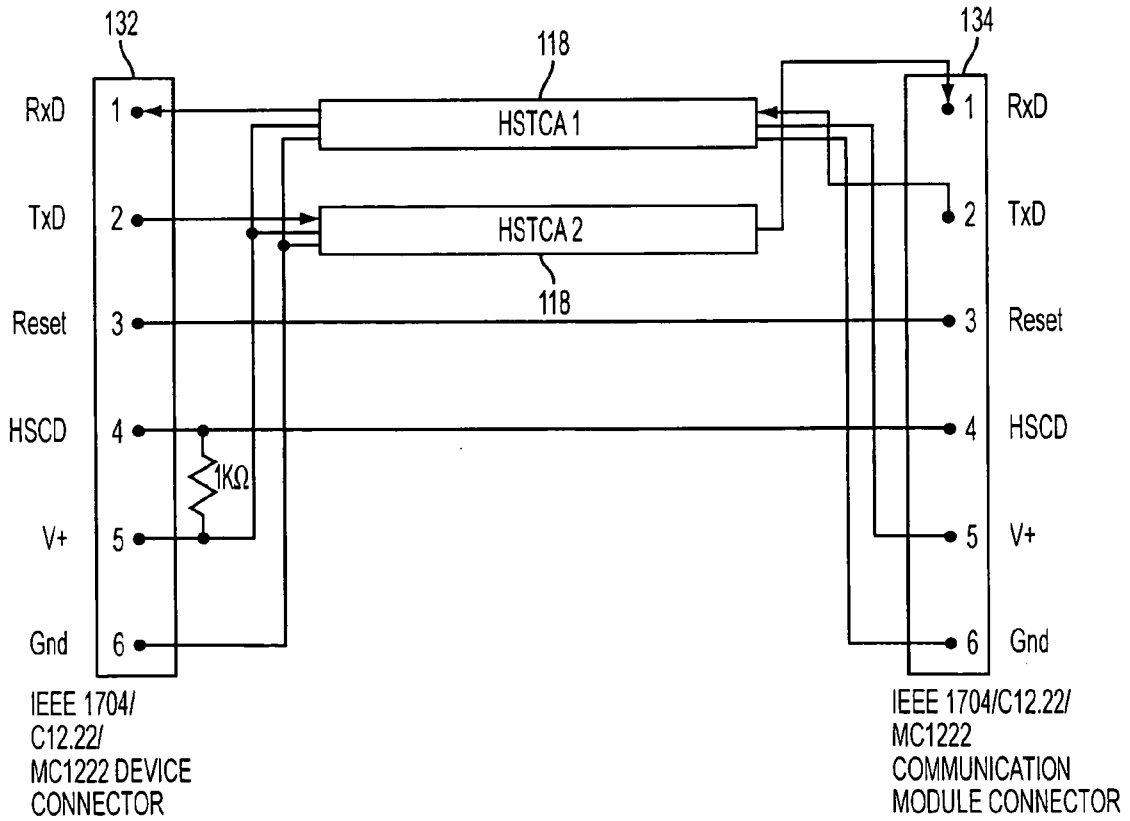 132
118
134
RxD 1 HSTCA 1 1 RxD
TxD 2 HSTCA 2 2 TxD
118
Reset 3 3 Reset
HSCD 4 4 HSCD
1KΩ
V+ 5 5 V+
Gnd 6 6 Gnd
IEEE 1704/
C12.22/
MC1222 DEVICE
CONNECTOR
IEEE 1704/C12.22/
MC1222
COMMUNICATION
MODULE CONNECTOR